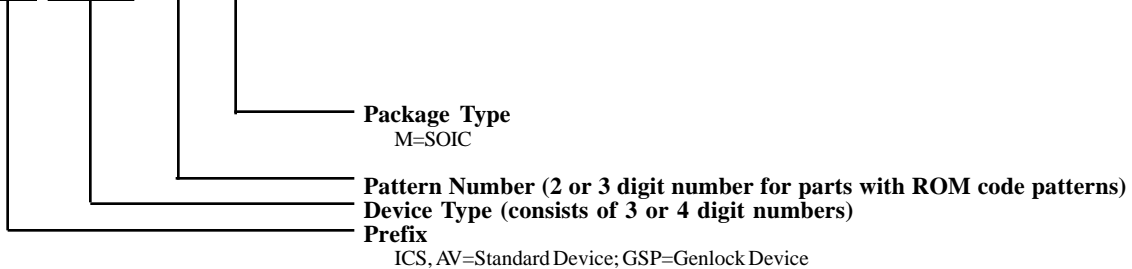 Package Type
M=SOIC
Pattern Number (2 or 3 digit number for parts with ROM code patterns)
Device Type (consists of 3 or 4 digit numbers)
Prefix
ICS, AV=Standard Device; GSP=Genlock Device